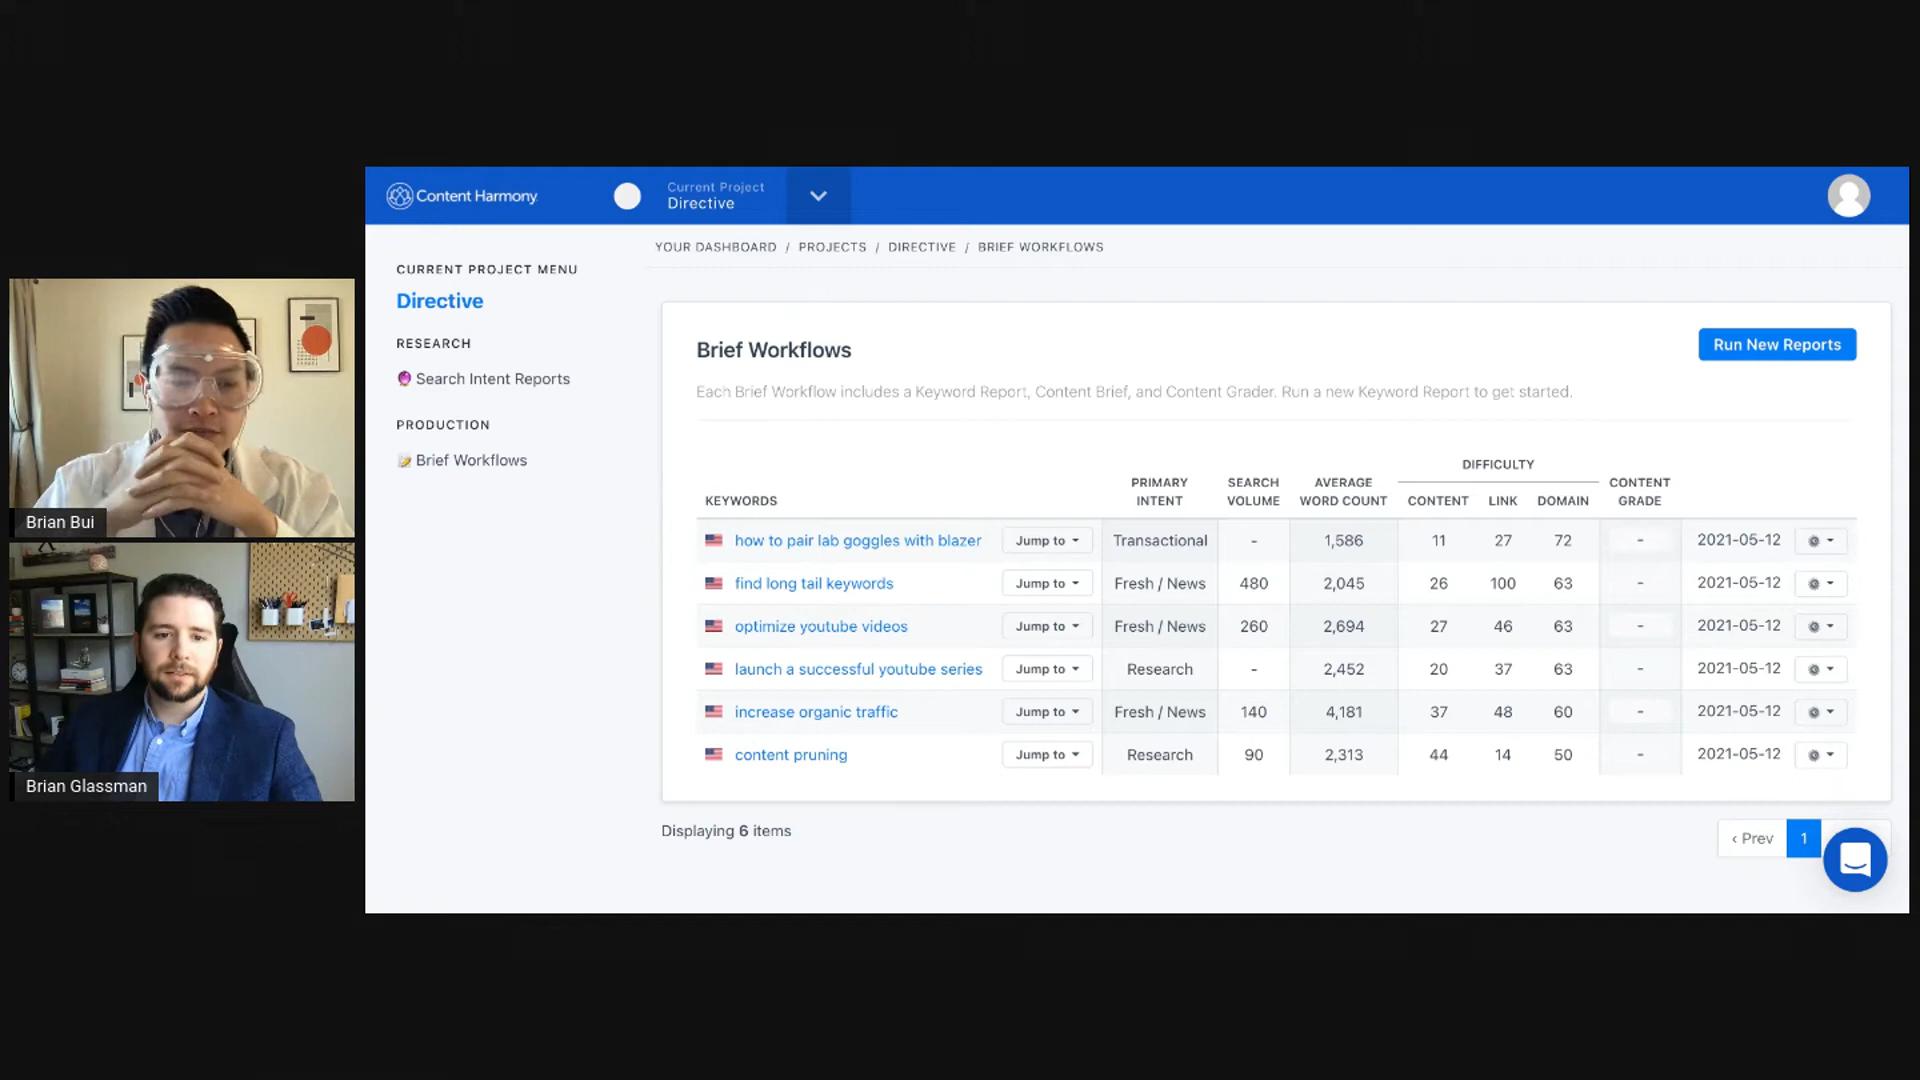 Content Harmony
Current Project
Directive
YOUR DASHBOARD / PROJECTS / DIRECTIVE / BRIEF WORKFLOWS
CURRENT PROJECT MENU
Directive
RESEARCH
Search Intent Reports
PRODUCTION
Brief Workflows
Brian Bui
Brian Glassman
Brief Workflows
Run New Reports
Each Brief Workflow includes a Keyword Report, Content Brief, and Content Grader. Run a new Keyword Report to get started.
DIFFICULTY
KEYWORDS PRIMARY INTENT SEARCH VOLUME AVERAGE WORD COUNT CONTENT LINK DOMAIN CONTENT GRADE
how to pair lab goggles with blazer Jump to Transactional - 1,586 11 27 72 - 2021-05-12
find long tail keywords Jump to Fresh / News 480 2,045 26 100 63 - 2021-05-12
optimize youtube videos Jump to Fresh / News 260 2,694 27 46 63 - 2021-05-12
launch a successful youtube series Jump to Research - 2,452 20 37 63 - 2021-05-12
increase organic traffic Jump to Fresh / News 140 4,181 37 48 60 - 2021-05-12
content pruning Jump to Research 90 2,313 44 14 50 - 2021-05-12
Displaying 6 items
‹ Prev 1